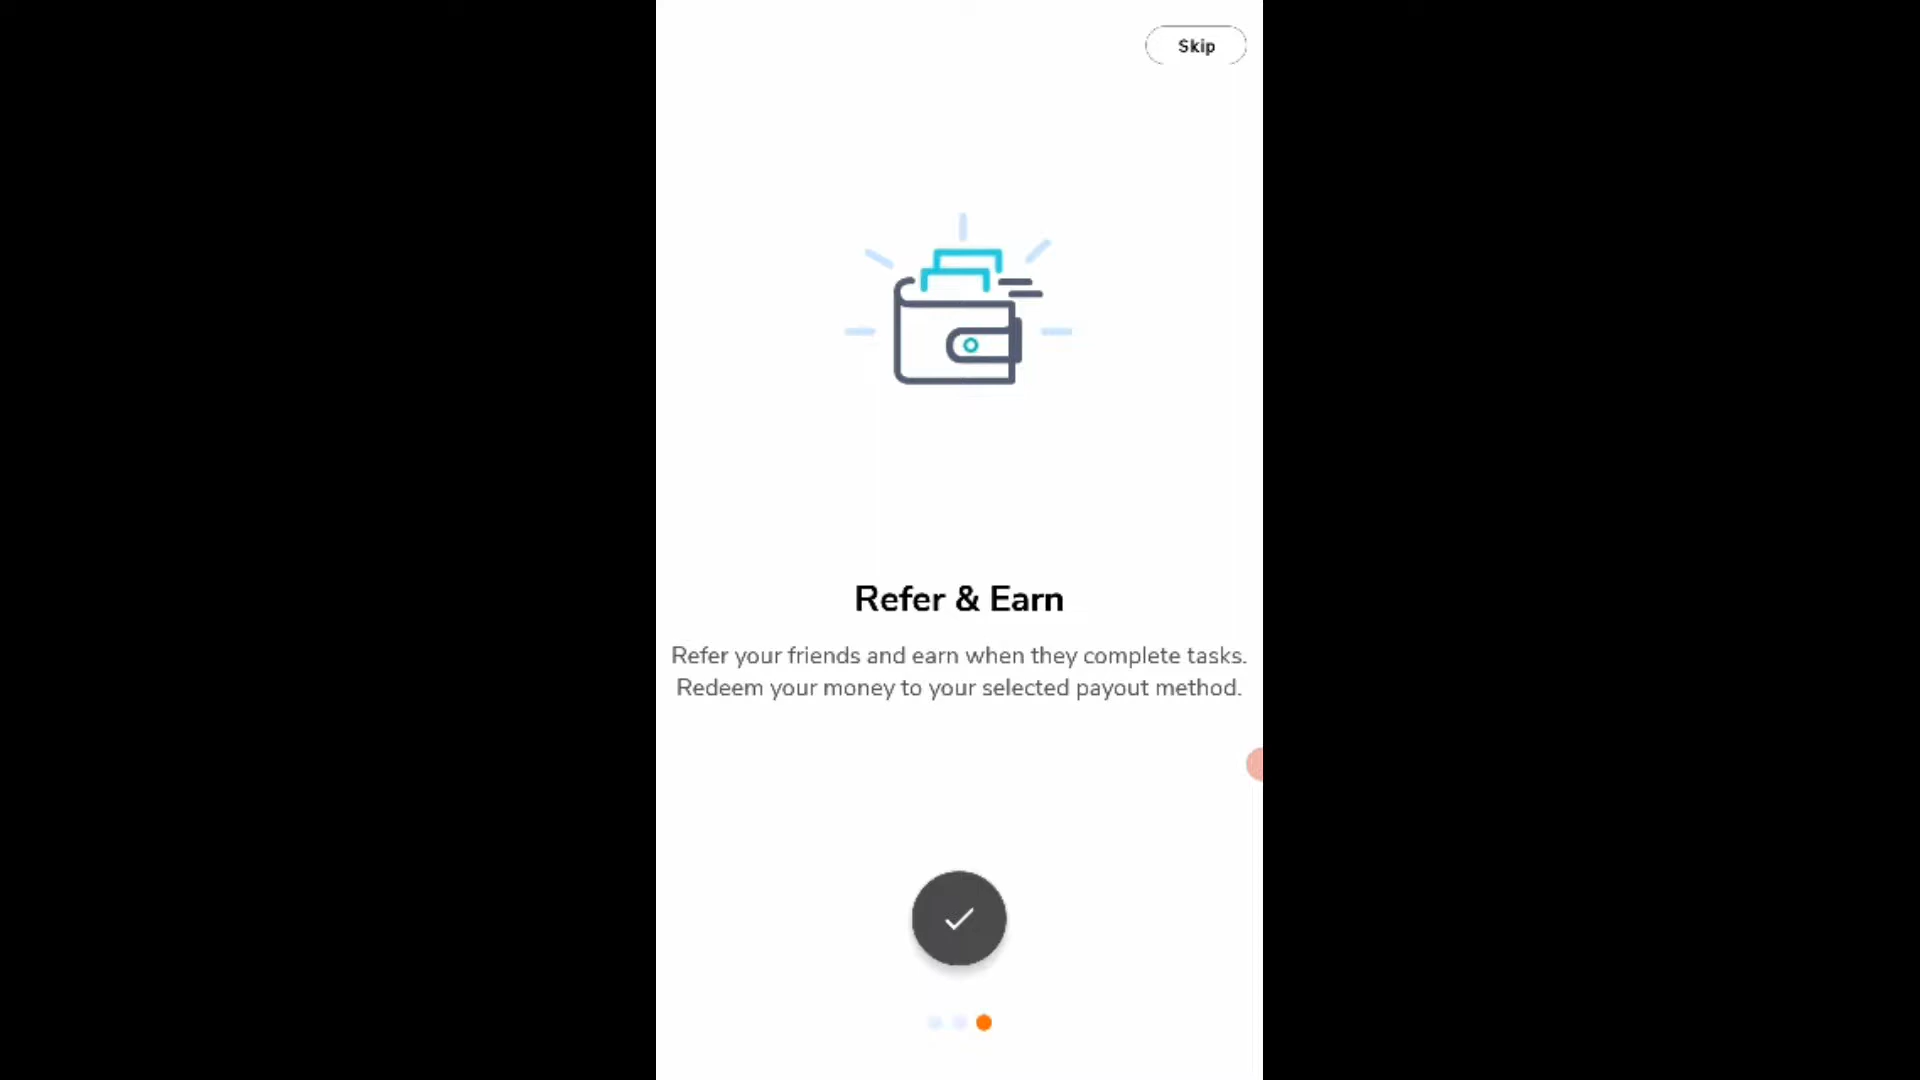 Skip
Refer & Earn
Refer your friends and earn when they complete tasks.
Redeem your money to your selected payout method.